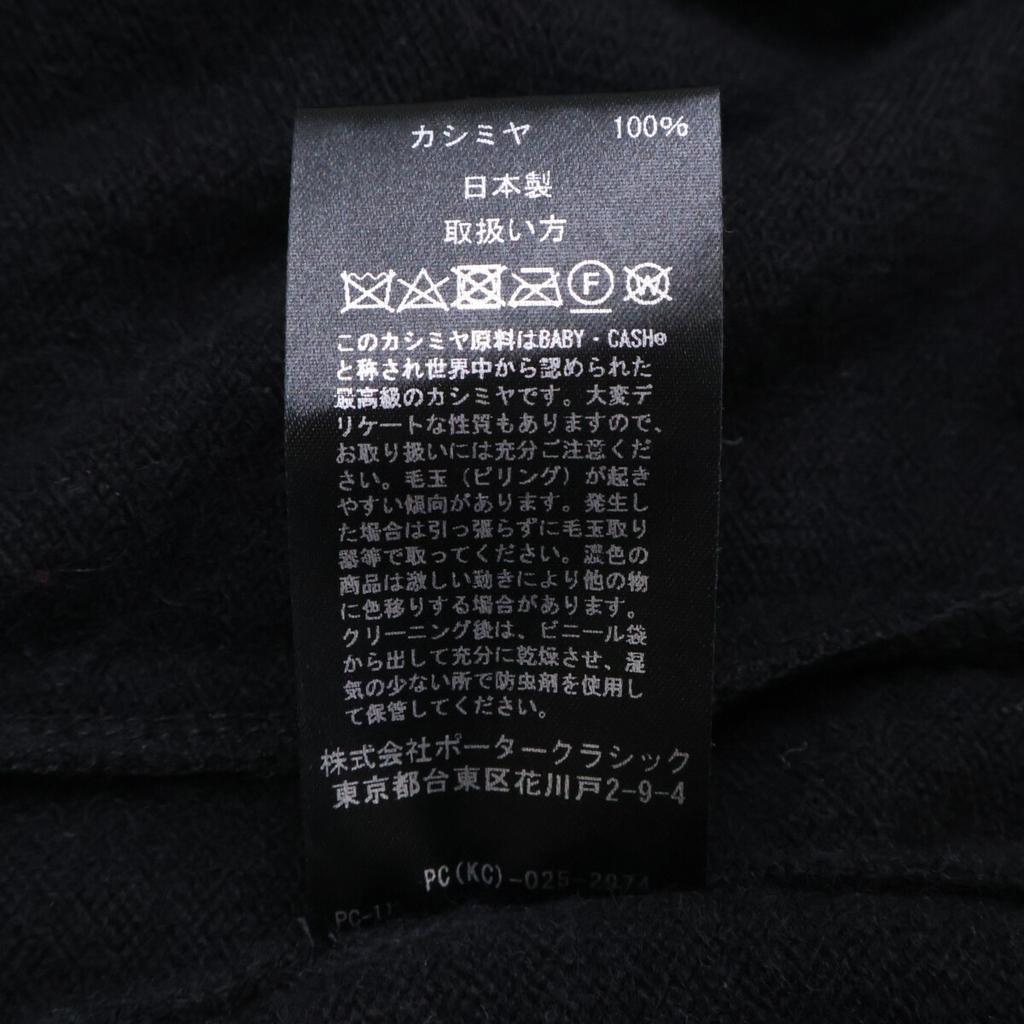 カシミヤ 100%
日本製
取扱い方
F W
このカシミヤ原料はBABY・CASH®
と称され世界中から認められた
最高級のカシミヤです。大変デ
リケートな性質もありますので、
お取り扱いには充分ご注意くだ
さい。毛玉（ピリング）が起き
やすい傾向があります。発生し
た場合は引っ張らずに毛玉取り
器等で取ってください。濃色の
商品は激しい動きにより他の物
に色移りする場合があります。
クリーニング後は、ビニール袋
から出して充分に乾燥させ、湿
気の少ない所で防虫剤を使用し
て保管してください。
株式会社ポータークラシック
東京都台東区花川戸2-9-4
PC(KC)-025-2974